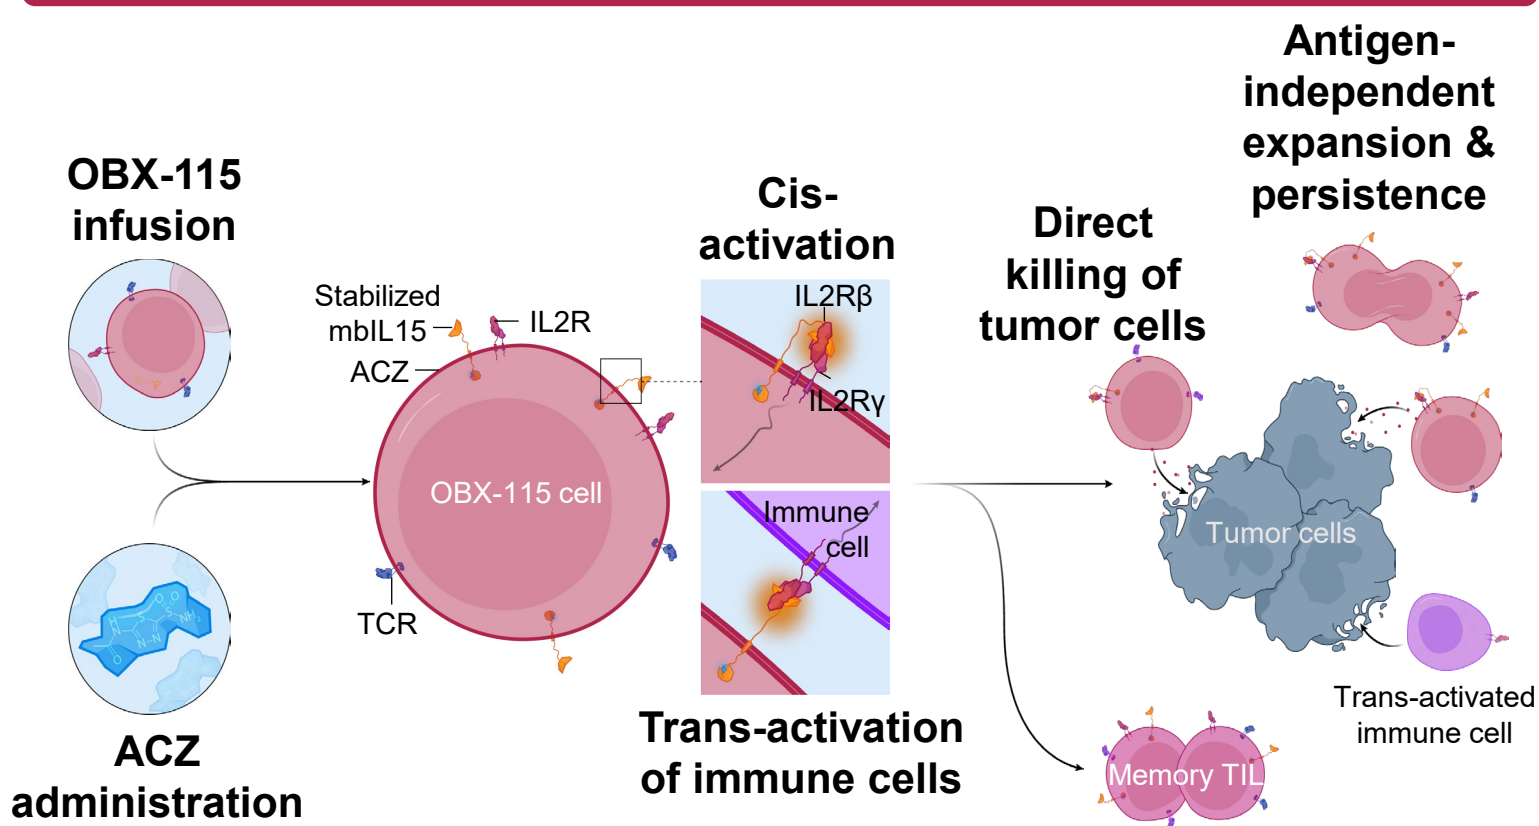 OBX-115
infusion
ACZ
administration
Stabilized
mbIL15
IL2R
ACZ
OBX-115 cell
TCR
Cis-
activation
IL2Rβ
IL2Rγ
Immune
cell
Trans-activation
of immune cells
Direct
killing of
tumor cells
Antigen-
independent
expansion &
persistence
Tumor cells
Trans-activated
immune cell
Memory TIL